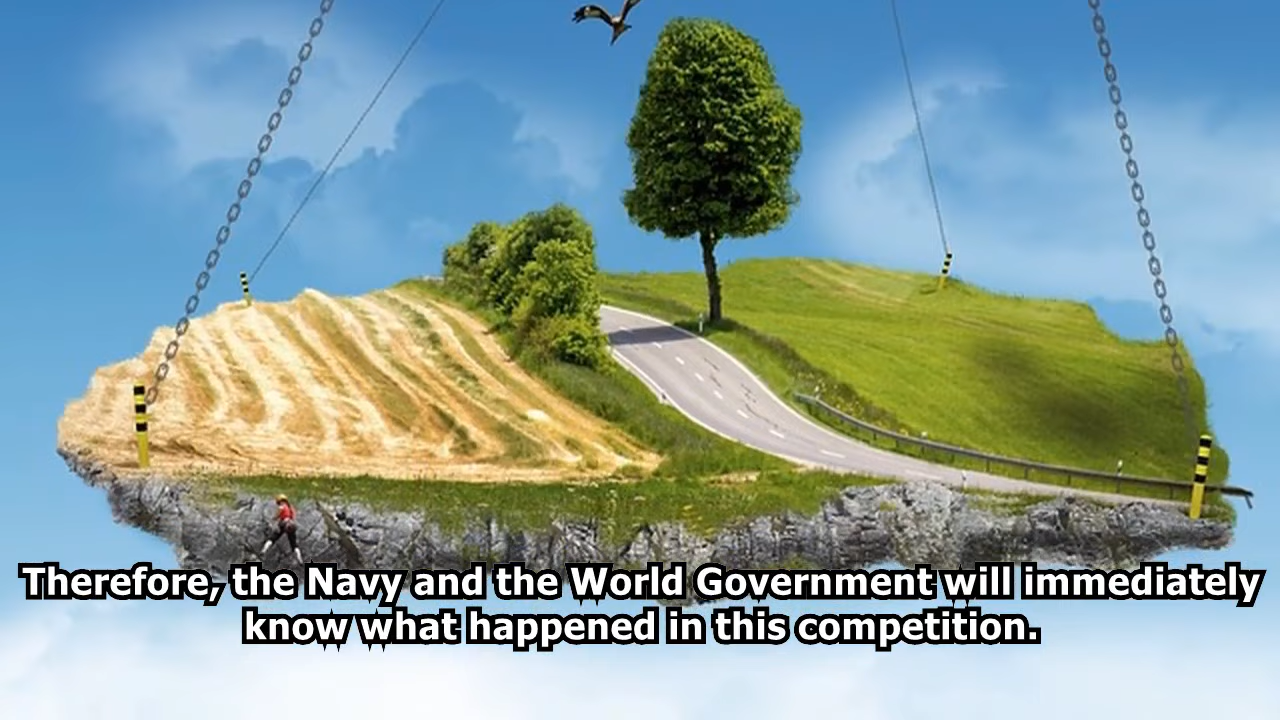 Therefore, the Navy and the World Government will immediately
know what happened in this competition.